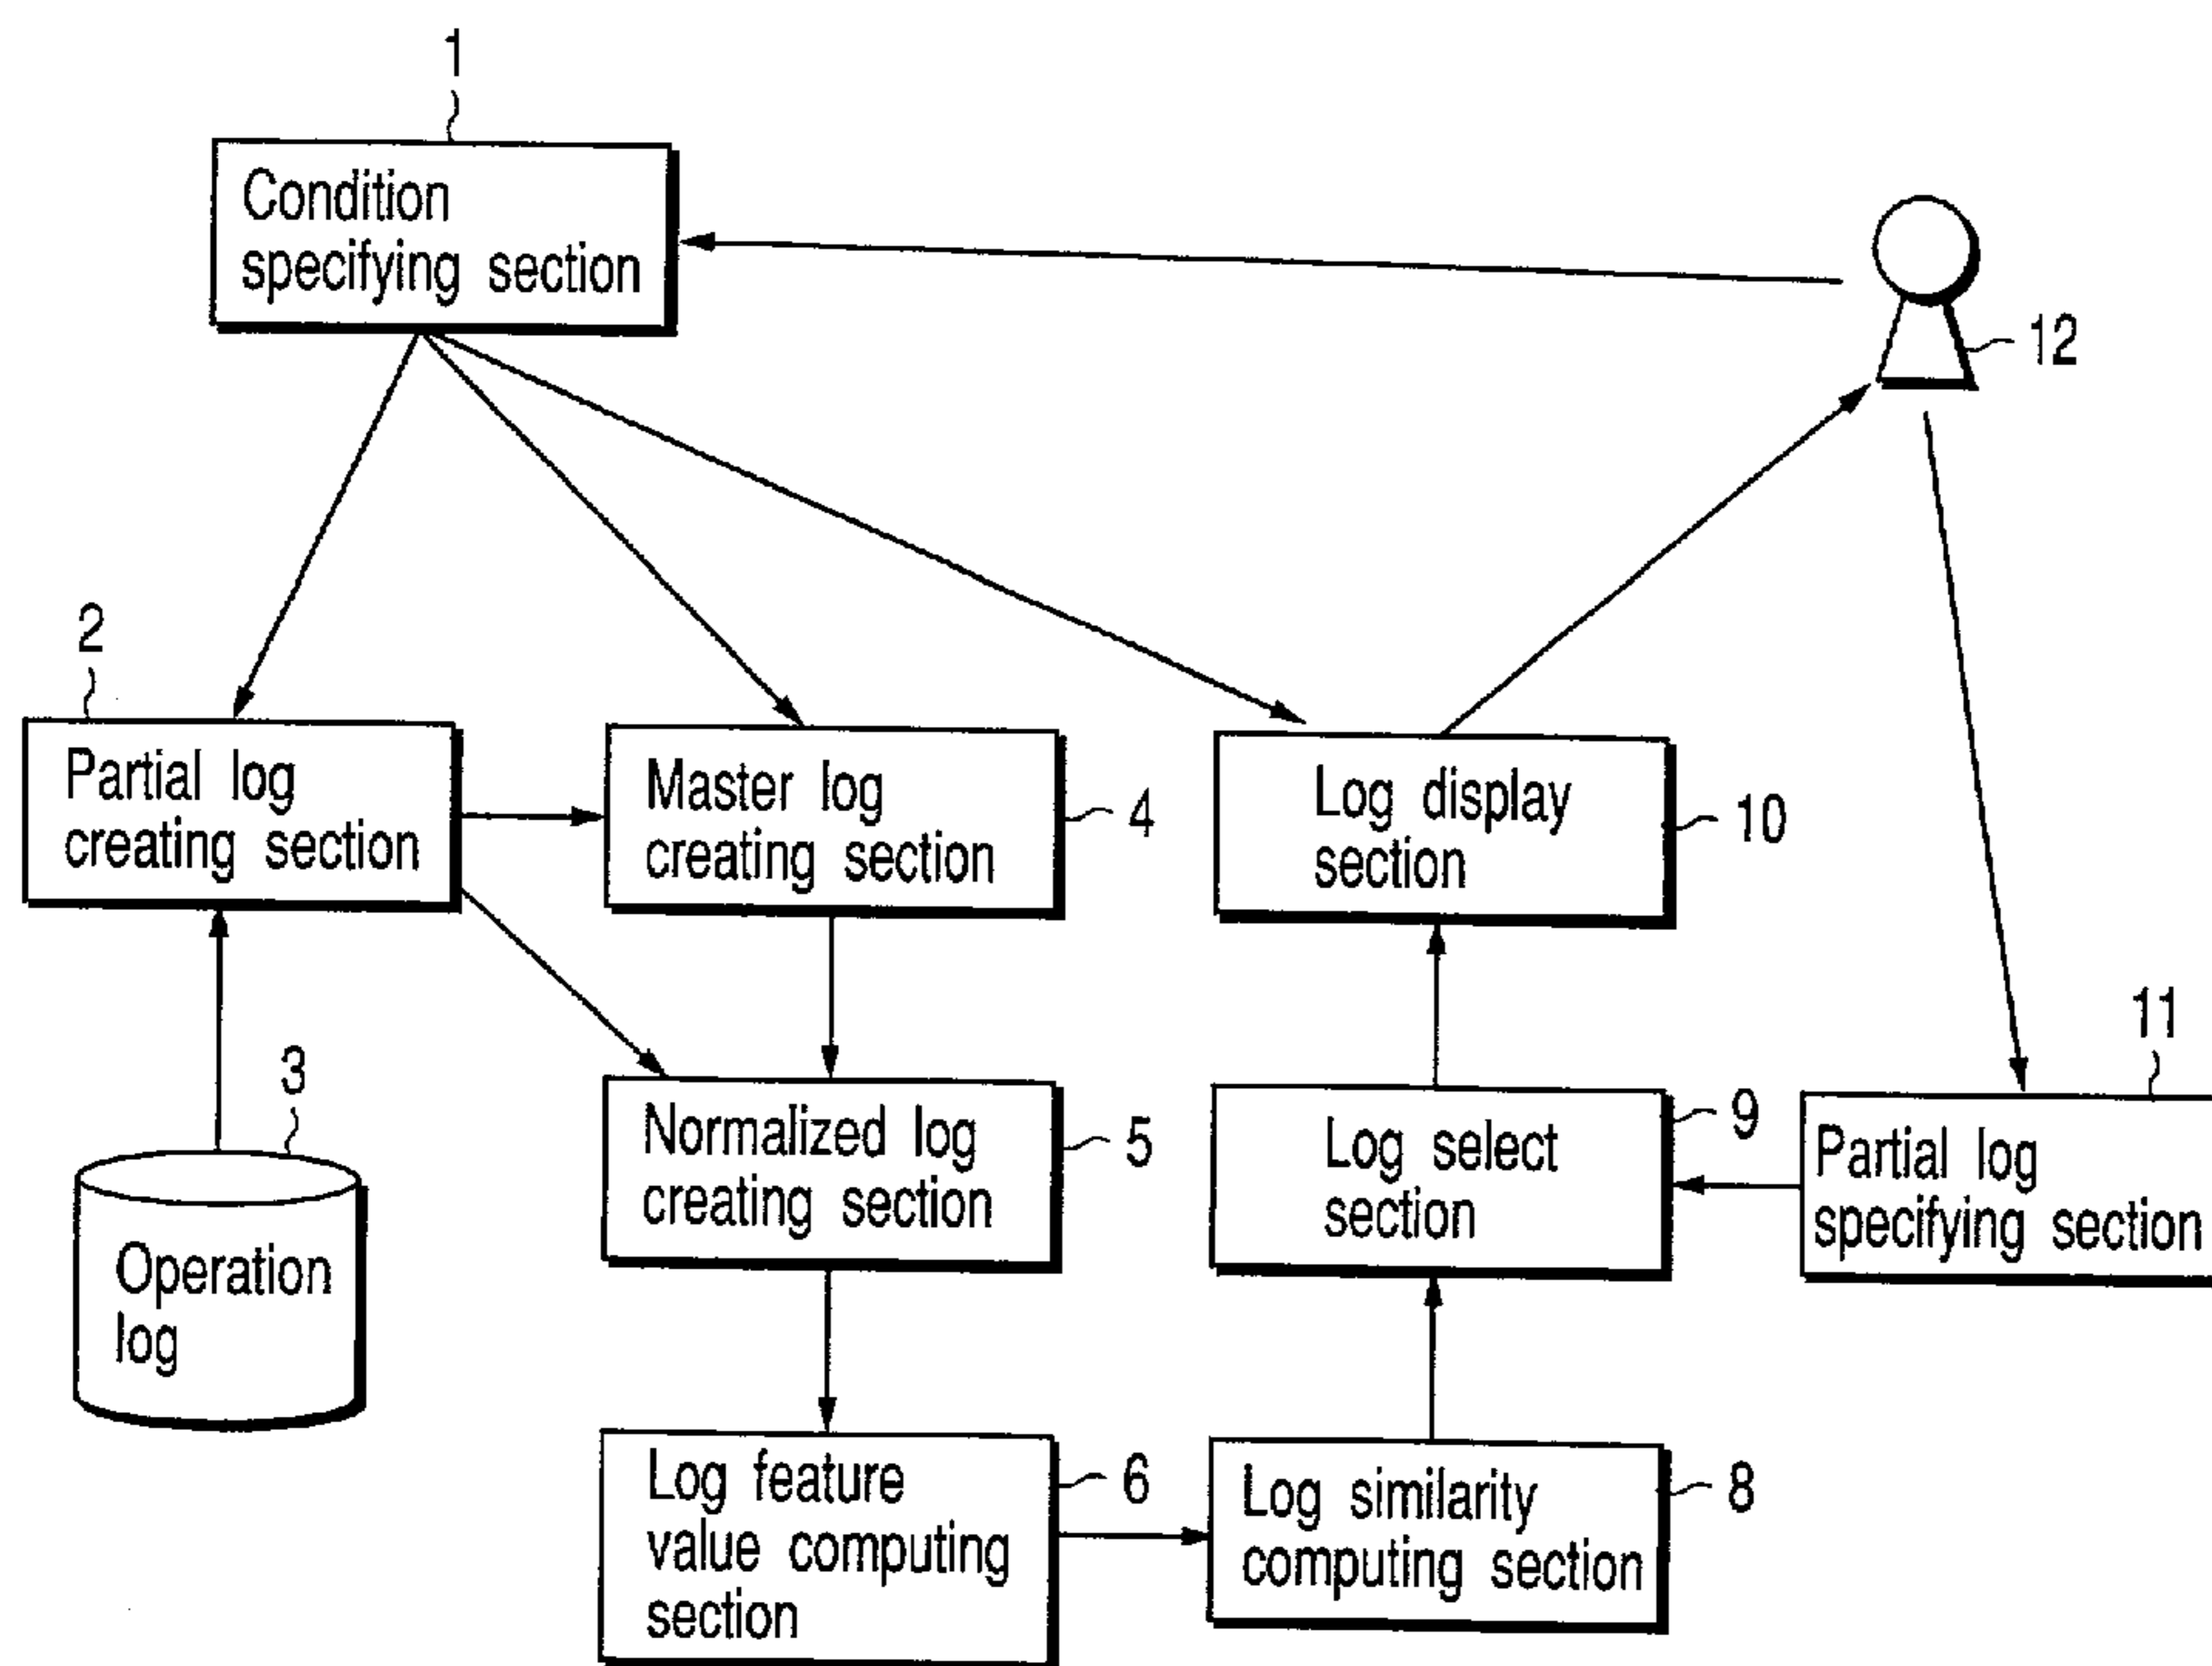 1
Condition
specifying section
12
2
Partial log
creating section
Master log
creating section
4
Log display
section
10
3
Operation
log
Normalized log
creating section
5
Log select
section
9
11
Partial log
specifying section
Log feature
value computing
section
6
Log similarity
computing section
8